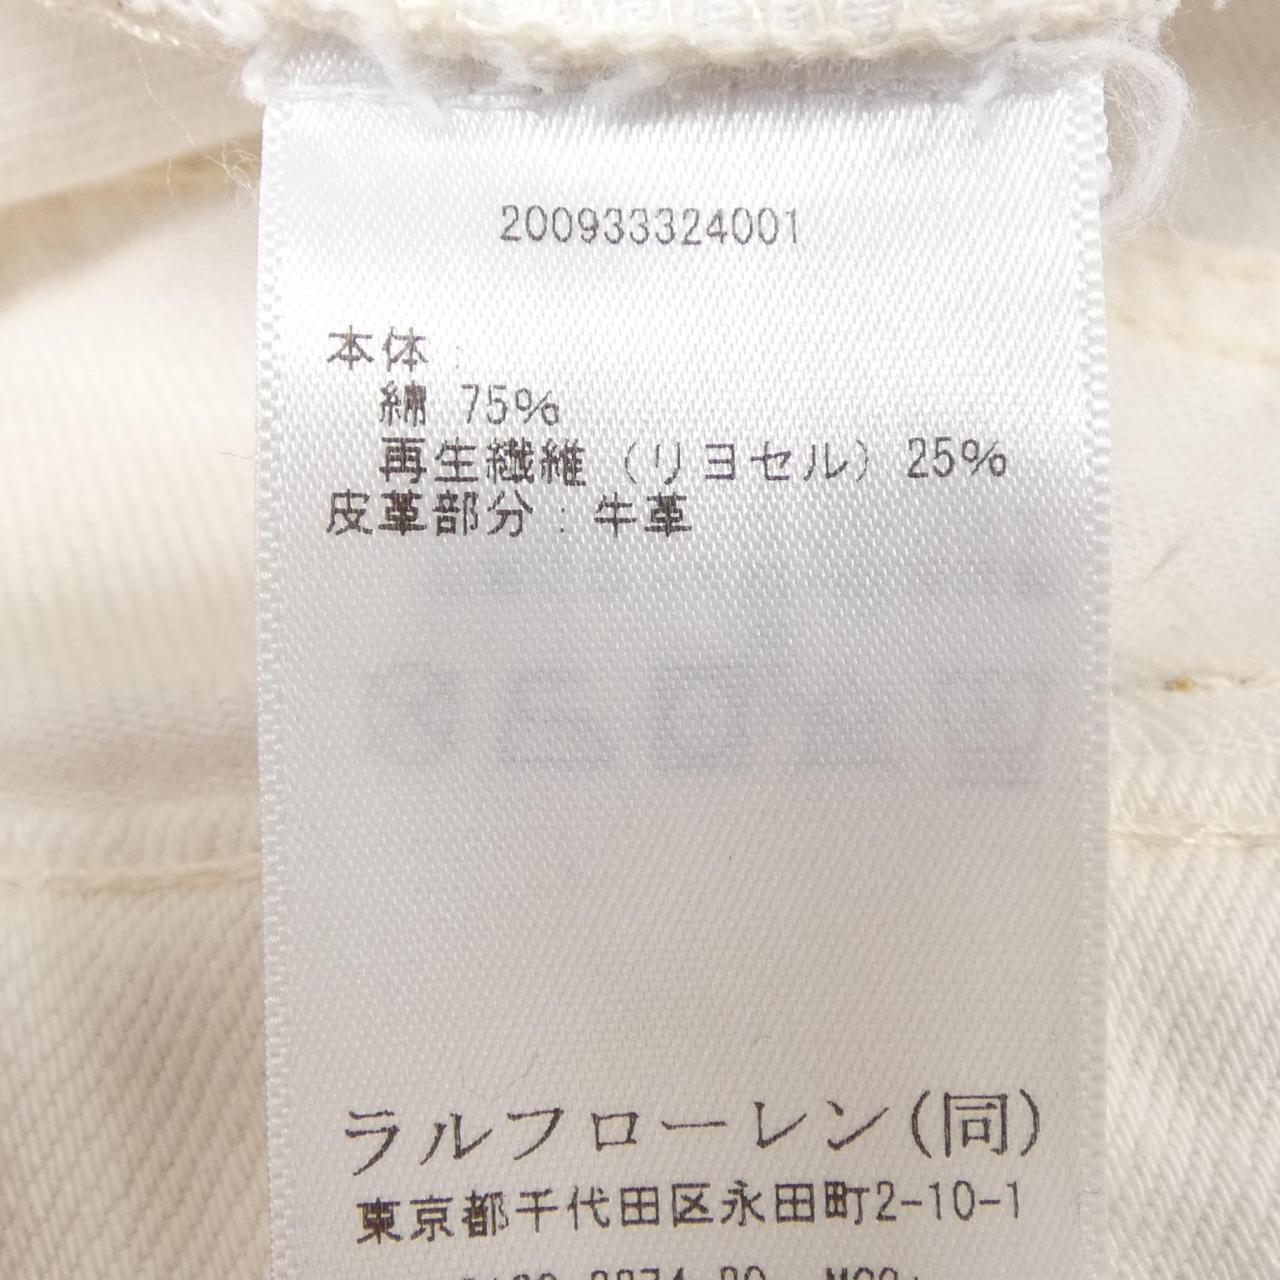 200933324001
本体
綿 75%
再生繊維（リヨセル）25%
皮革部分：牛革
ラルフローレン(同)
東京都千代田区永田町2-10-1